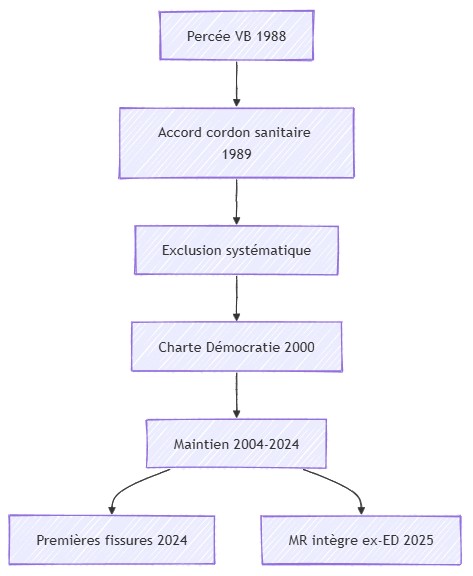 Percée VB 1988
Accord cordon sanitaire
1989
Exclusion systématique
Charte Démocratie 2000
Maintien 2004-2024
Premières fissures 2024
MR intègre ex-ED 2025